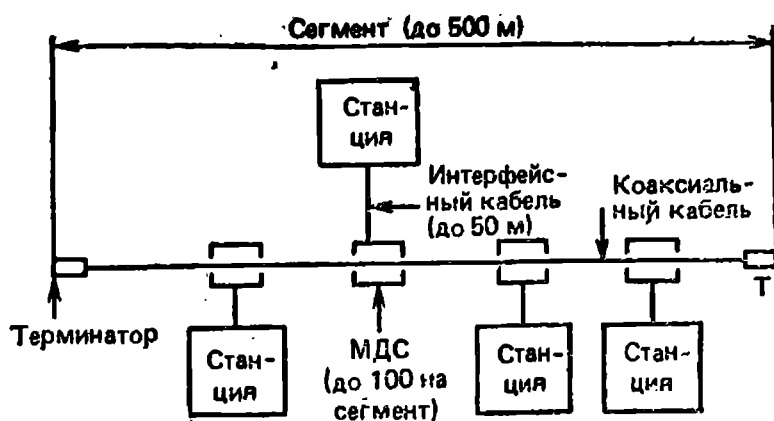 Сегмент (до 500 м)
Стан-
ция
Интерфейс-
ный кабель
(до 50 м)
Коаксиаль-
ный кабель
Терминатор
Стан-
ция
МДС
(до 100 на
сегмент)
Стан-
ция
Стан-
ция
Т